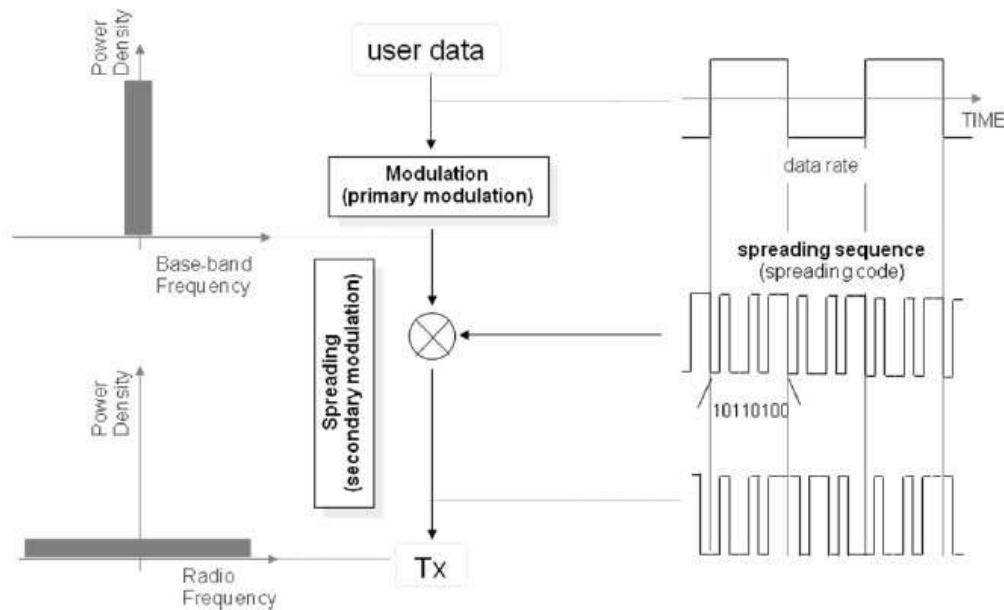 Power
Density
user data
TIME
Modulation
(primary modulation)
data rate
Base-band
Frequency
spreading sequence
(spreading code)
Spreading
(secondary modulation)
10110100
Power
Density
Radio
Frequency
Tx